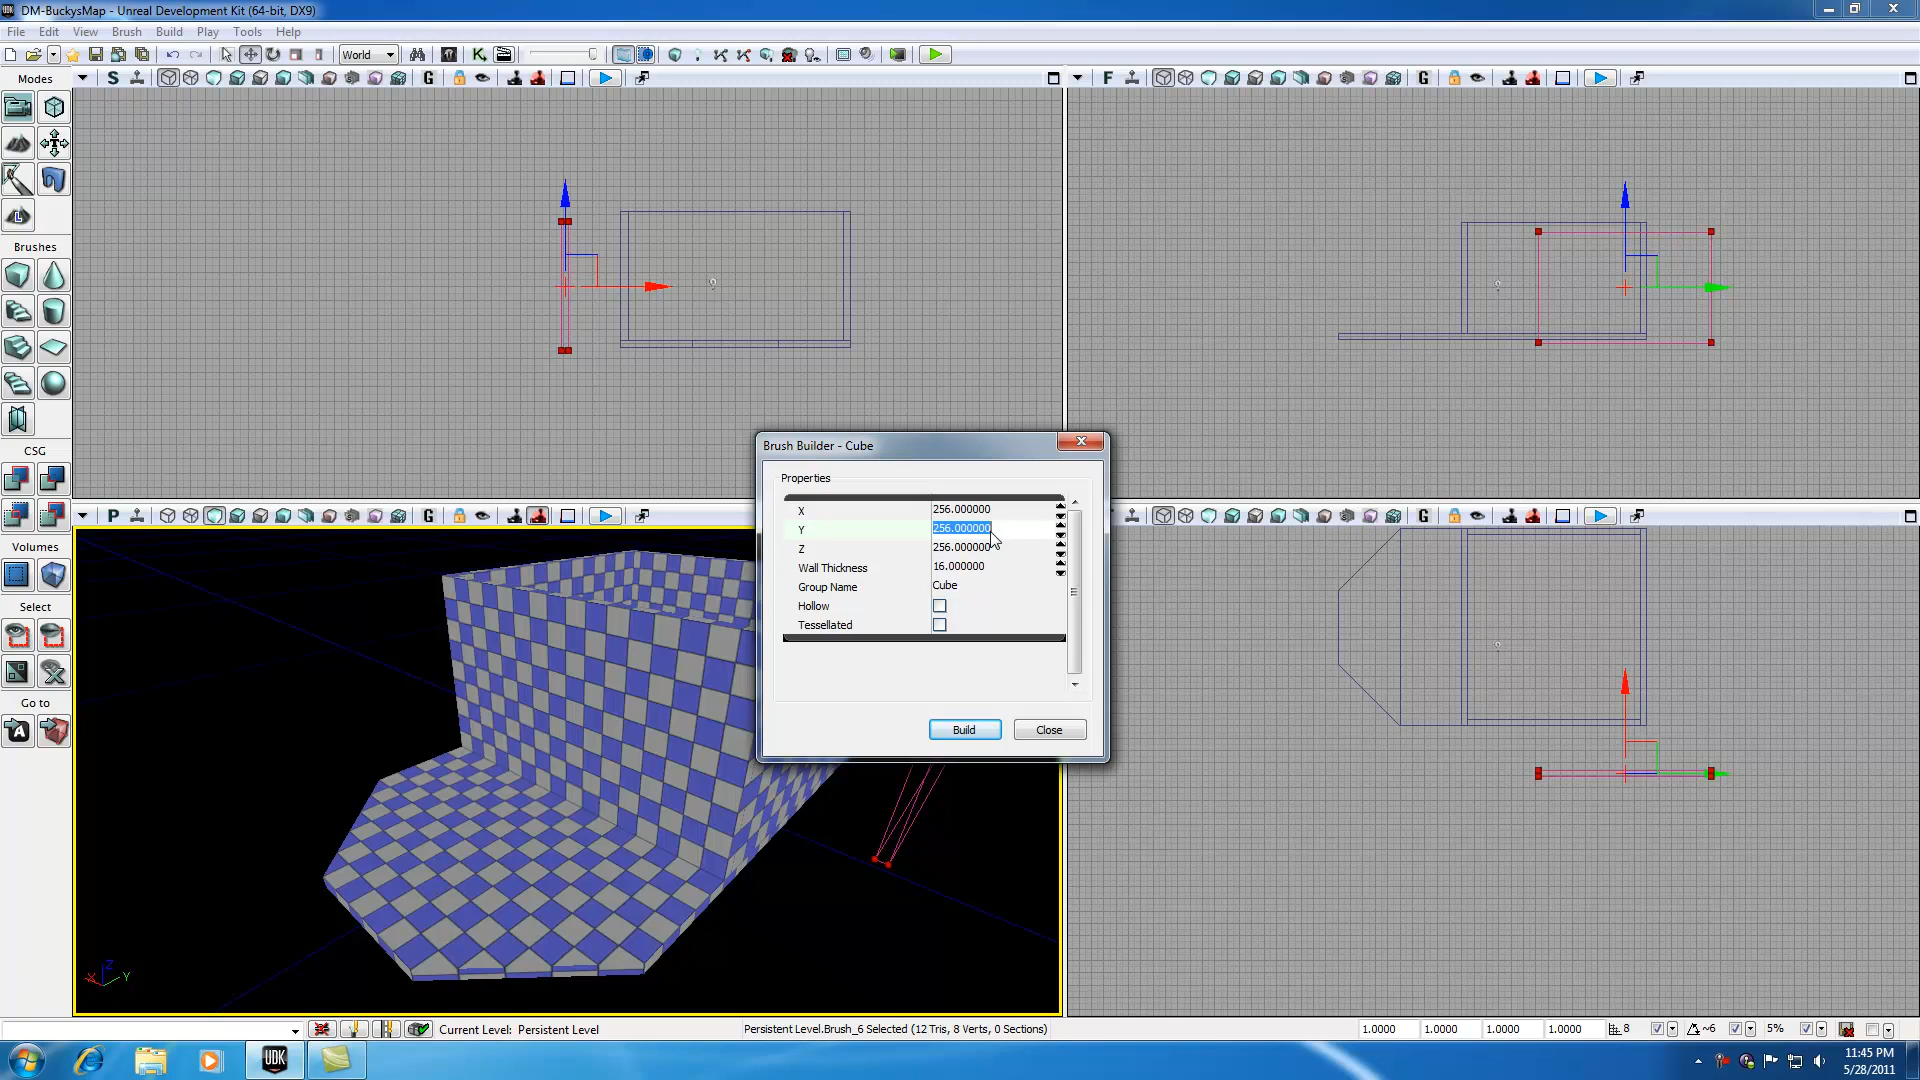 DM-BuckysMap - Unreal Development Kit (64-bit, DX9)
File Edit View Brush Build Play Tools Help
World
Modes
S
G
F
G
Brushes
CSG
Volumes
Select
Go to
P
G
G
Brush Builder - Cube
Properties
X 256.000000
Y 256.000000
Z 256.000000
Wall Thickness 16.000000
Group Name Cube
Hollow
Tessellated
Build Close
Z
X Y
Current Level: Persistent Level
Persistent Level.Brush_6 Selected (12 Tris, 8 Verts, 0 Sections)
1.0000 1.0000 1.0000 1.0000 8 ~6 5%
UDK
11:45 PM
5/28/2011